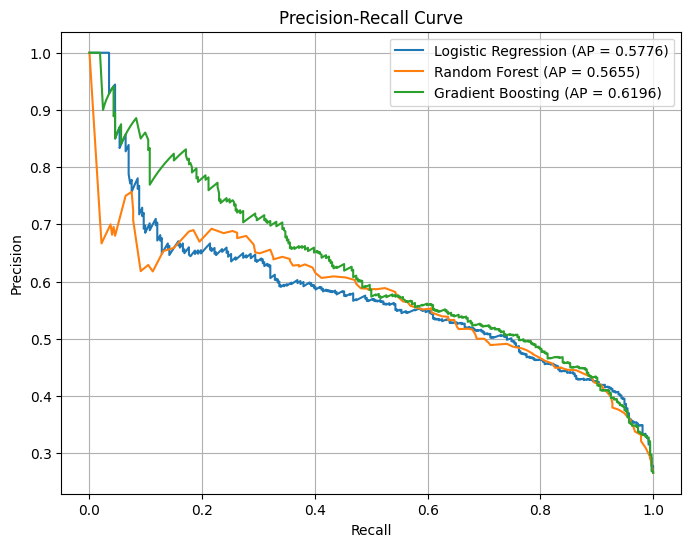 Precision-Recall Curve
Logistic Regression (AP = 0.5776)
Random Forest (AP = 0.5655)
Gradient Boosting (AP = 0.6196)
Precision
1.0
0.9
0.8
0.7
0.6
0.5
0.4
0.3
0.0 0.2 0.4 0.6 0.8 1.0
Recall